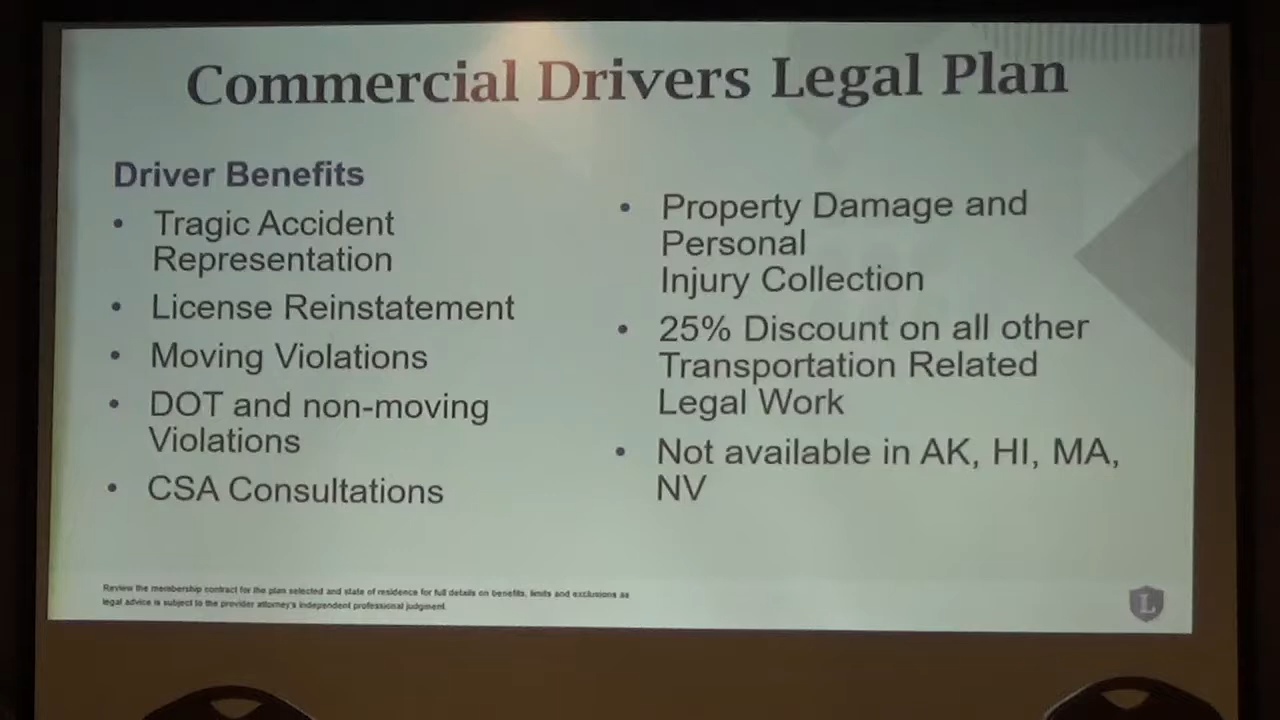 Commercial Drivers Legal Plan
Driver Benefits
• Tragic Accident
Representation
• License Reinstatement
• Moving Violations
• DOT and non-moving
Violations
• CSA Consultations
• Property Damage and
Personal
Injury Collection
• 25% Discount on all other
Transportation Related
Legal Work
• Not available in AK, HI, MA,
NV
Review the membership contract for the plan selected and state of residence for full details on benefits, limits and exclusions as
legal advice is subject to the provider attorney's independent professional judgment.
L